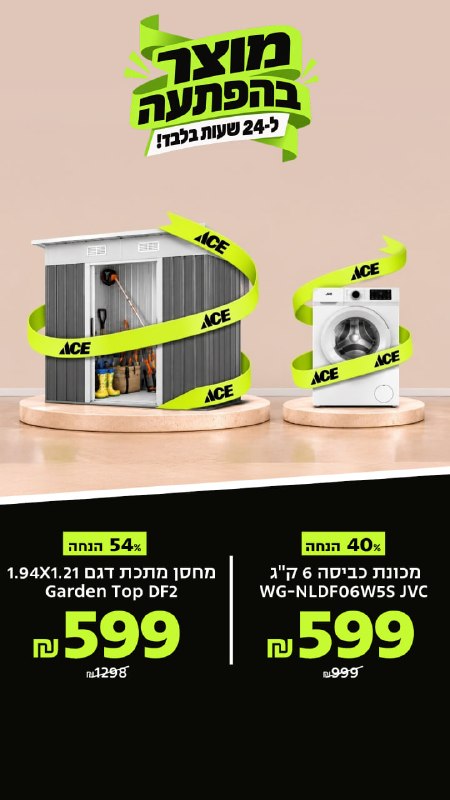 מוצר
בהפתעה
ל-24 שעות בלבד!
ACE
ACE
ACE
ACE
ACE
ACE
ACE
40% הנחה
מכונת כביסה 6 ק"ג
WG-NLDF06W5S JVC
599 ₪
999 ₪
54% הנחה
מחסן מתכת דגם 1.94X1.21
Garden Top DF2
599 ₪
1298 ₪